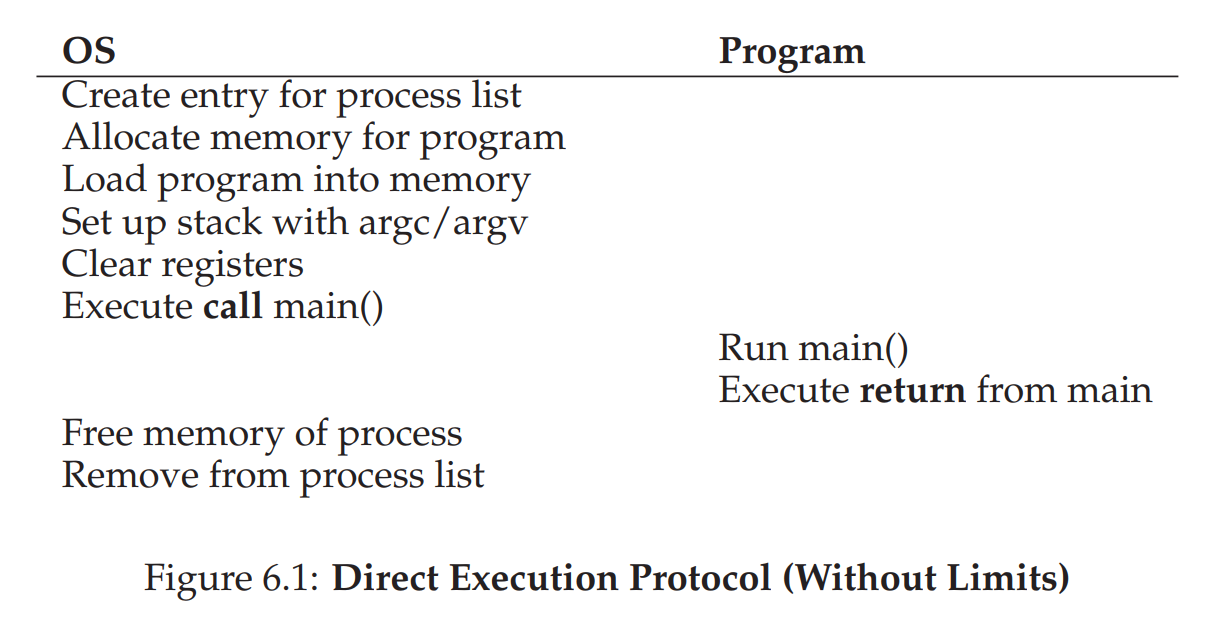 OS Program
Create entry for process list
Allocate memory for program
Load program into memory
Set up stack with argc/argv
Clear registers
Execute call main()
Run main()
Execute return from main
Free memory of process
Remove from process list
Figure 6.1: Direct Execution Protocol (Without Limits)